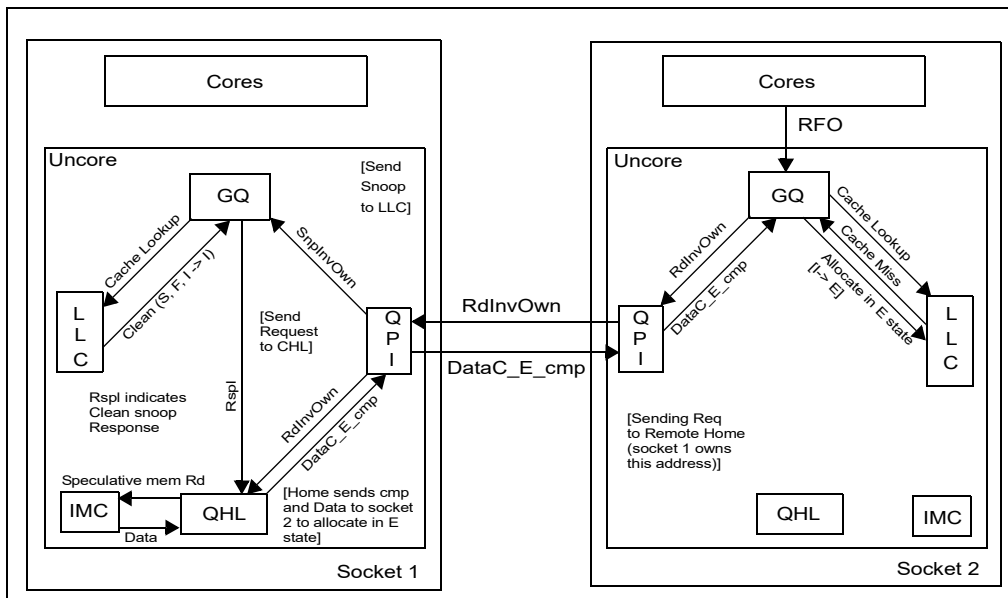 Cores
Uncore
[Send
Snoop
to LLC]
GQ
Cache Lookup
Clean (S, F, I -> I)
SnpInvOwn
L
L
C
[Send
Request
to CHL]
Q
P
I
Rspl
Rspl indicates
Clean snoop
Response
RdInvOwn
DataC_E_cmp
Speculative mem Rd
IMC
Data
QHL
[Home sends cmp
and Data to socket
2 to allocate in E
state]
Socket 1
RdInvOwn
DataC_E_cmp
Cores
RFO
Uncore
GQ
RdInvOwn
DataC_E_cmp
Cache Lookup
Cache Miss
Allocate in E state
[I-> E]
Q
P
I
L
L
C
[Sending Req
to Remote Home
(socket 1 owns
this address)]
QHL
IMC
Socket 2